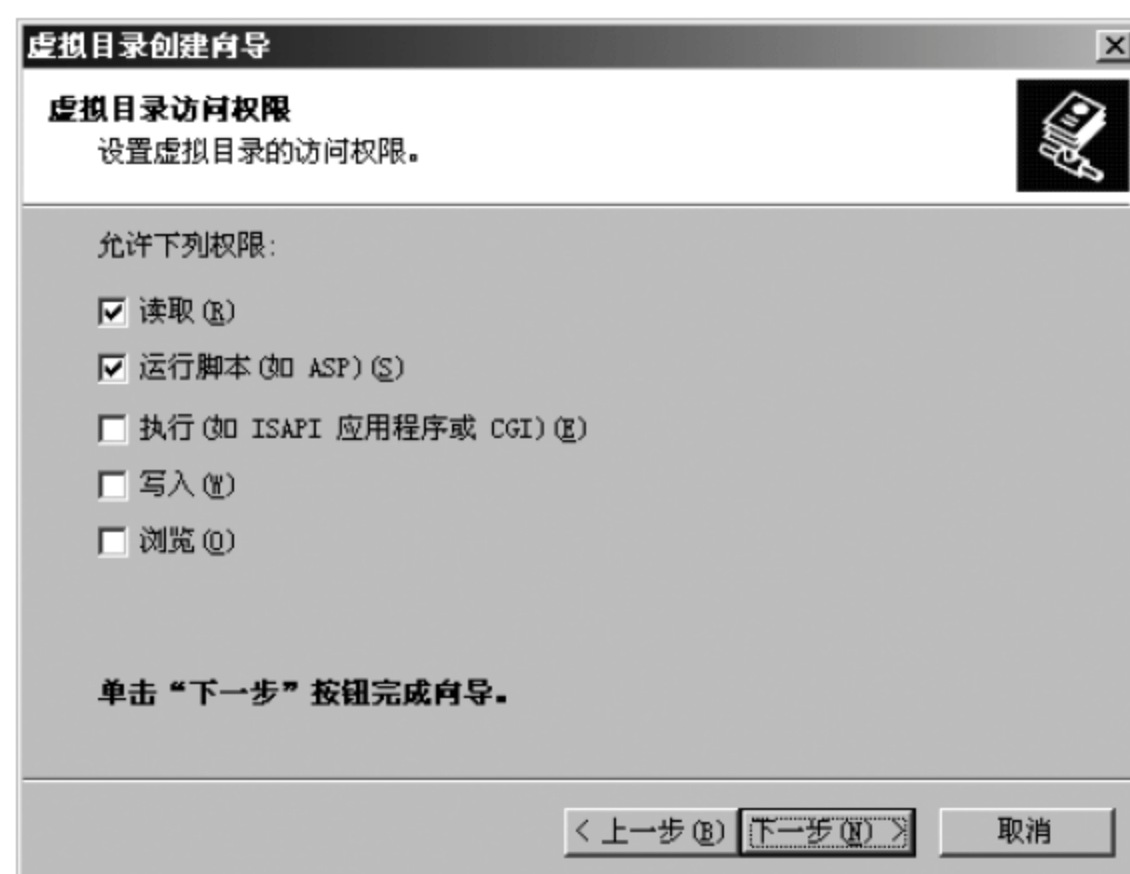 虚拟目录创建向导
虚拟目录访问权限
设置虚拟目录的访问权限。
允许下列权限:
读取(R)
运行脚本(如 ASP)(S)
执行(如 ISAPI 应用程序或 CGI)(E)
写入(W)
浏览(O)
单击“下一步”按钮完成向导。
< 上一步(B) 下一步(N) > 取消